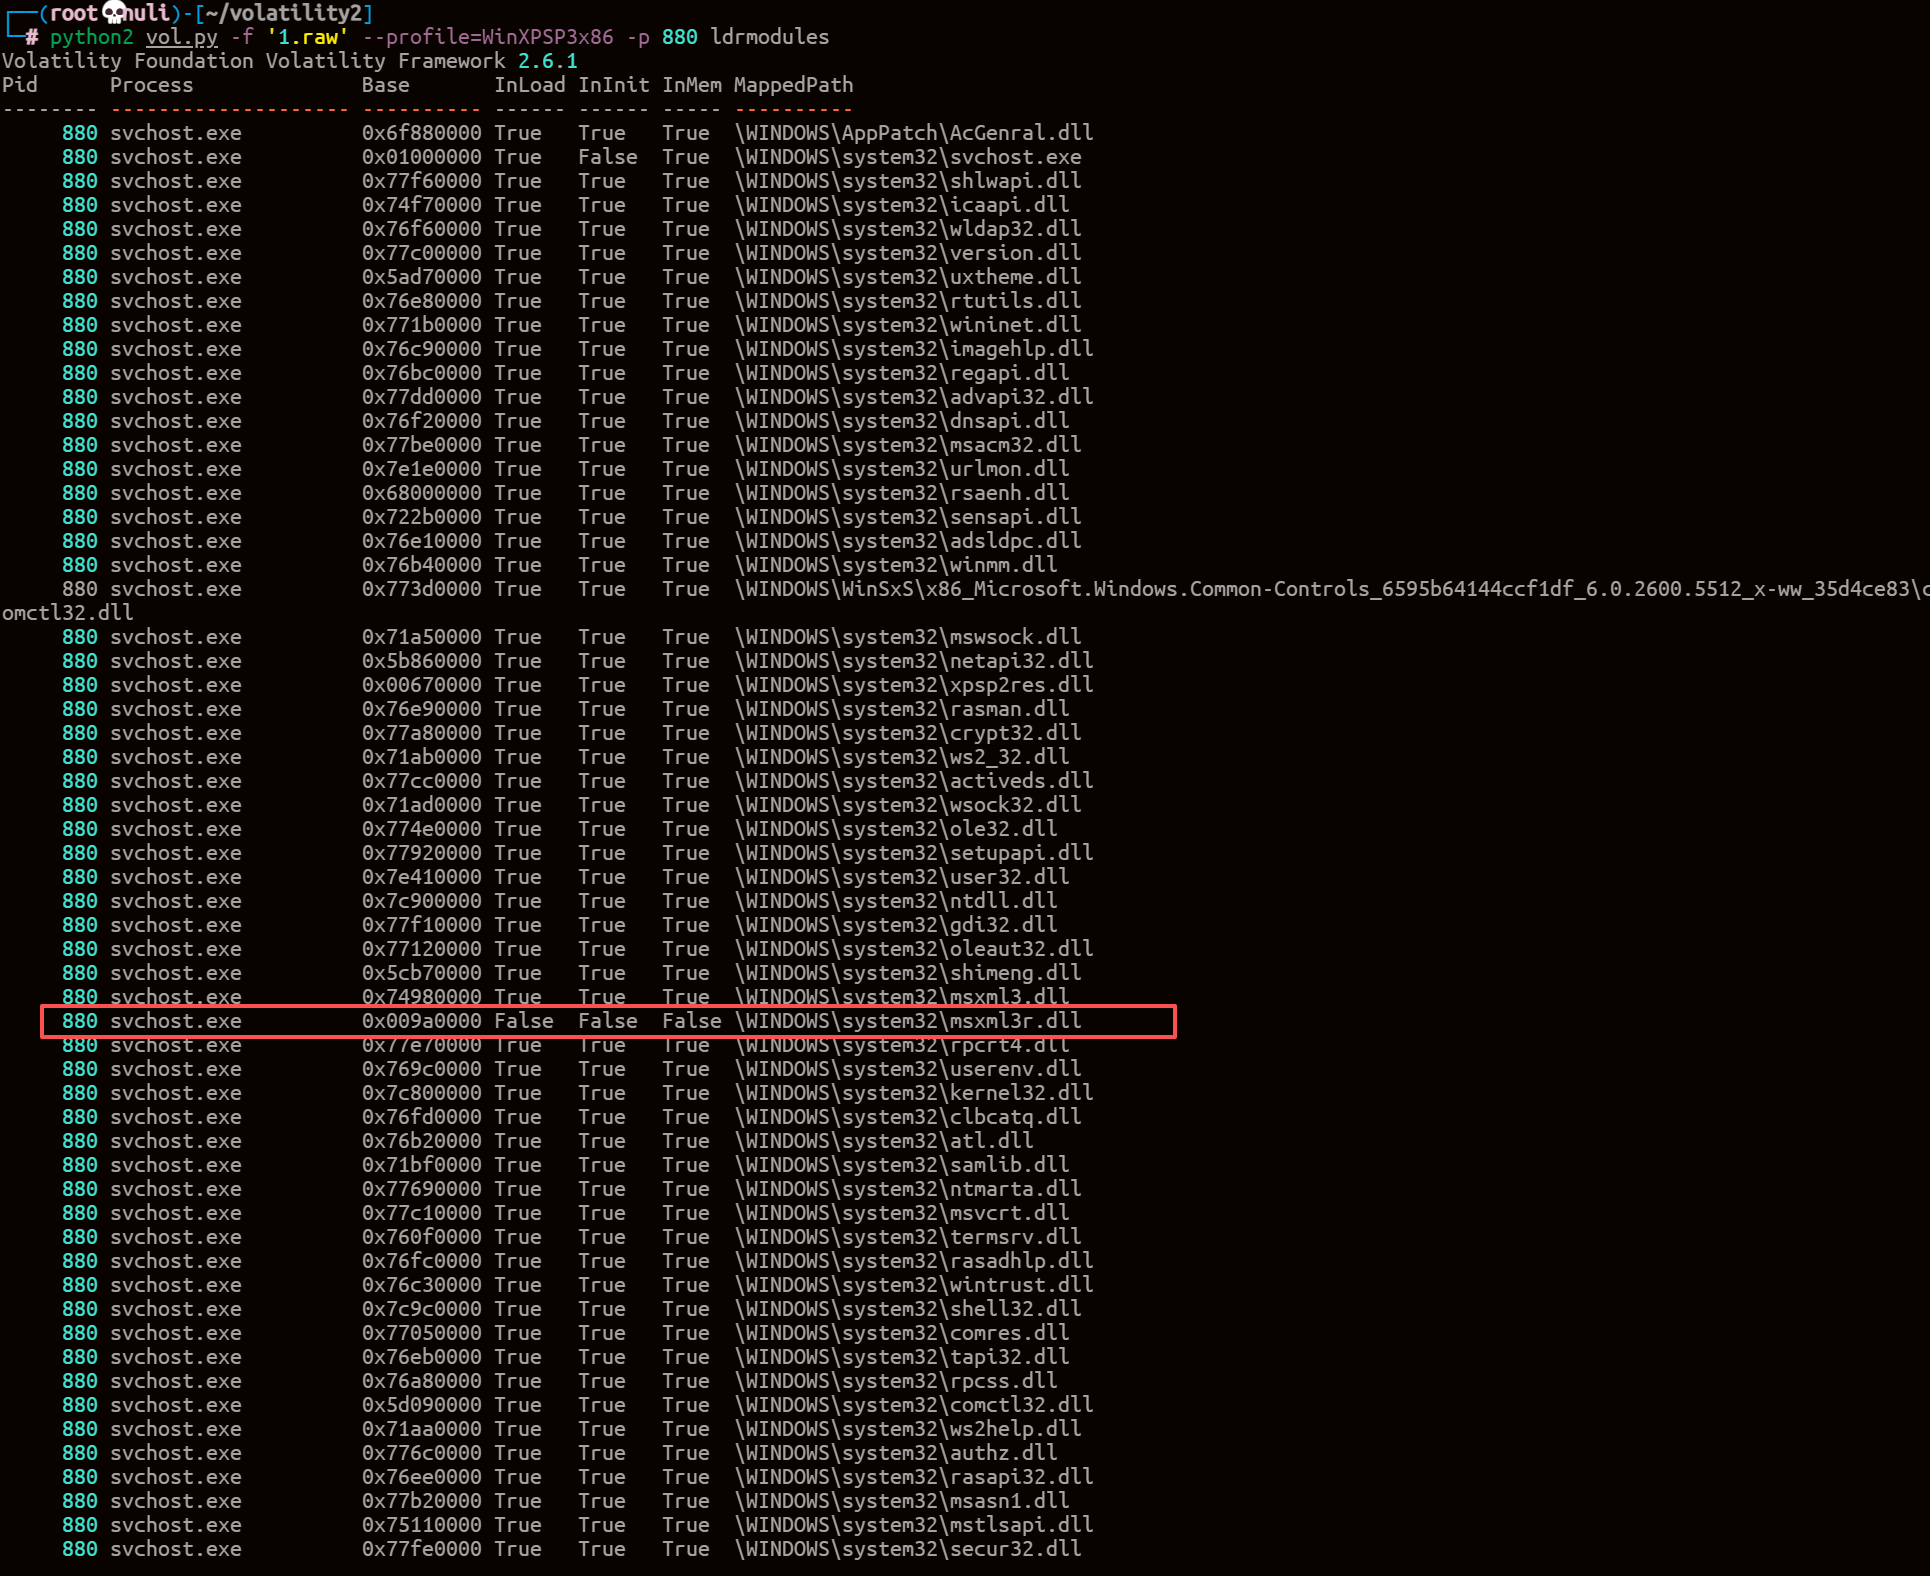 ┌──(root💀nuli)-[~/volatility2]
└─# python2 vol.py -f '1.raw' --profile=WinXPSP3x86 -p 880 ldrmodules
Volatility Foundation Volatility Framework 2.6.1
Pid      Process              Base       InLoad InInit InMem MappedPath
-------- -------------------- ---------- ------ ------ ----- ----------
     880 svchost.exe          0x6f880000 True   True   True  \WINDOWS\AppPatch\AcGenral.dll
     880 svchost.exe          0x01000000 True   False  True  \WINDOWS\system32\svchost.exe
     880 svchost.exe          0x77f60000 True   True   True  \WINDOWS\system32\shlwapi.dll
     880 svchost.exe          0x74f70000 True   True   True  \WINDOWS\system32\icaapi.dll
     880 svchost.exe          0x76f60000 True   True   True  \WINDOWS\system32\wldap32.dll
     880 svchost.exe          0x77c00000 True   True   True  \WINDOWS\system32\version.dll
     880 svchost.exe          0x5ad70000 True   True   True  \WINDOWS\system32\uxtheme.dll
     880 svchost.exe          0x76e80000 True   True   True  \WINDOWS\system32\rtutils.dll
     880 svchost.exe          0x771b0000 True   True   True  \WINDOWS\system32\wininet.dll
     880 svchost.exe          0x76c90000 True   True   True  \WINDOWS\system32\imagehlp.dll
     880 svchost.exe          0x76bc0000 True   True   True  \WINDOWS\system32\regapi.dll
     880 svchost.exe          0x77dd0000 True   True   True  \WINDOWS\system32\advapi32.dll
     880 svchost.exe          0x76f20000 True   True   True  \WINDOWS\system32\dnsapi.dll
     880 svchost.exe          0x77be0000 True   True   True  \WINDOWS\system32\msacm32.dll
     880 svchost.exe          0x7e1e0000 True   True   True  \WINDOWS\system32\urlmon.dll
     880 svchost.exe          0x68000000 True   True   True  \WINDOWS\system32\rsaenh.dll
     880 svchost.exe          0x722b0000 True   True   True  \WINDOWS\system32\sensapi.dll
     880 svchost.exe          0x76e10000 True   True   True  \WINDOWS\system32\adsldpc.dll
     880 svchost.exe          0x76b40000 True   True   True  \WINDOWS\system32\winmm.dll
     880 svchost.exe          0x773d0000 True   True   True  \WINDOWS\WinSxS\x86_Microsoft.Windows.Common-Controls_6595b64144ccf1df_6.0.2600.5512_x-ww_35d4ce83\c
omctl32.dll
     880 svchost.exe          0x71a50000 True   True   True  \WINDOWS\system32\mswsock.dll
     880 svchost.exe          0x5b860000 True   True   True  \WINDOWS\system32\netapi32.dll
     880 svchost.exe          0x00670000 True   True   True  \WINDOWS\system32\xpsp2res.dll
     880 svchost.exe          0x76e90000 True   True   True  \WINDOWS\system32\rasman.dll
     880 svchost.exe          0x77a80000 True   True   True  \WINDOWS\system32\crypt32.dll
     880 svchost.exe          0x71ab0000 True   True   True  \WINDOWS\system32\ws2_32.dll
     880 svchost.exe          0x77cc0000 True   True   True  \WINDOWS\system32\activeds.dll
     880 svchost.exe          0x71ad0000 True   True   True  \WINDOWS\system32\wsock32.dll
     880 svchost.exe          0x774e0000 True   True   True  \WINDOWS\system32\ole32.dll
     880 svchost.exe          0x77920000 True   True   True  \WINDOWS\system32\setupapi.dll
     880 svchost.exe          0x7e410000 True   True   True  \WINDOWS\system32\user32.dll
     880 svchost.exe          0x7c900000 True   True   True  \WINDOWS\system32\ntdll.dll
     880 svchost.exe          0x77f10000 True   True   True  \WINDOWS\system32\gdi32.dll
     880 svchost.exe          0x77120000 True   True   True  \WINDOWS\system32\oleaut32.dll
     880 svchost.exe          0x5cb70000 True   True   True  \WINDOWS\system32\shimeng.dll
     880 svchost.exe          0x74980000 True   True   True  \WINDOWS\system32\msxml3.dll
     880 svchost.exe          0x009a0000 False  False  False \WINDOWS\system32\msxml3r.dll
     880 svchost.exe          0x77e70000 True   True   True  \WINDOWS\system32\rpcrt4.dll
     880 svchost.exe          0x769c0000 True   True   True  \WINDOWS\system32\userenv.dll
     880 svchost.exe          0x7c800000 True   True   True  \WINDOWS\system32\kernel32.dll
     880 svchost.exe          0x76fd0000 True   True   True  \WINDOWS\system32\clbcatq.dll
     880 svchost.exe          0x76b20000 True   True   True  \WINDOWS\system32\atl.dll
     880 svchost.exe          0x71bf0000 True   True   True  \WINDOWS\system32\samlib.dll
     880 svchost.exe          0x77690000 True   True   True  \WINDOWS\system32\ntmarta.dll
     880 svchost.exe          0x77c10000 True   True   True  \WINDOWS\system32\msvcrt.dll
     880 svchost.exe          0x760f0000 True   True   True  \WINDOWS\system32\termsrv.dll
     880 svchost.exe          0x76fc0000 True   True   True  \WINDOWS\system32\rasadhlp.dll
     880 svchost.exe          0x76c30000 True   True   True  \WINDOWS\system32\wintrust.dll
     880 svchost.exe          0x7c9c0000 True   True   True  \WINDOWS\system32\shell32.dll
     880 svchost.exe          0x77050000 True   True   True  \WINDOWS\system32\comres.dll
     880 svchost.exe          0x76eb0000 True   True   True  \WINDOWS\system32\tapi32.dll
     880 svchost.exe          0x76a80000 True   True   True  \WINDOWS\system32\rpcss.dll
     880 svchost.exe          0x5d090000 True   True   True  \WINDOWS\system32\comctl32.dll
     880 svchost.exe          0x71aa0000 True   True   True  \WINDOWS\system32\ws2help.dll
     880 svchost.exe          0x776c0000 True   True   True  \WINDOWS\system32\authz.dll
     880 svchost.exe          0x76ee0000 True   True   True  \WINDOWS\system32\rasapi32.dll
     880 svchost.exe          0x77b20000 True   True   True  \WINDOWS\system32\msasn1.dll
     880 svchost.exe          0x75110000 True   True   True  \WINDOWS\system32\mstlsapi.dll
     880 svchost.exe          0x77fe0000 True   True   True  \WINDOWS\system32\secur32.dll